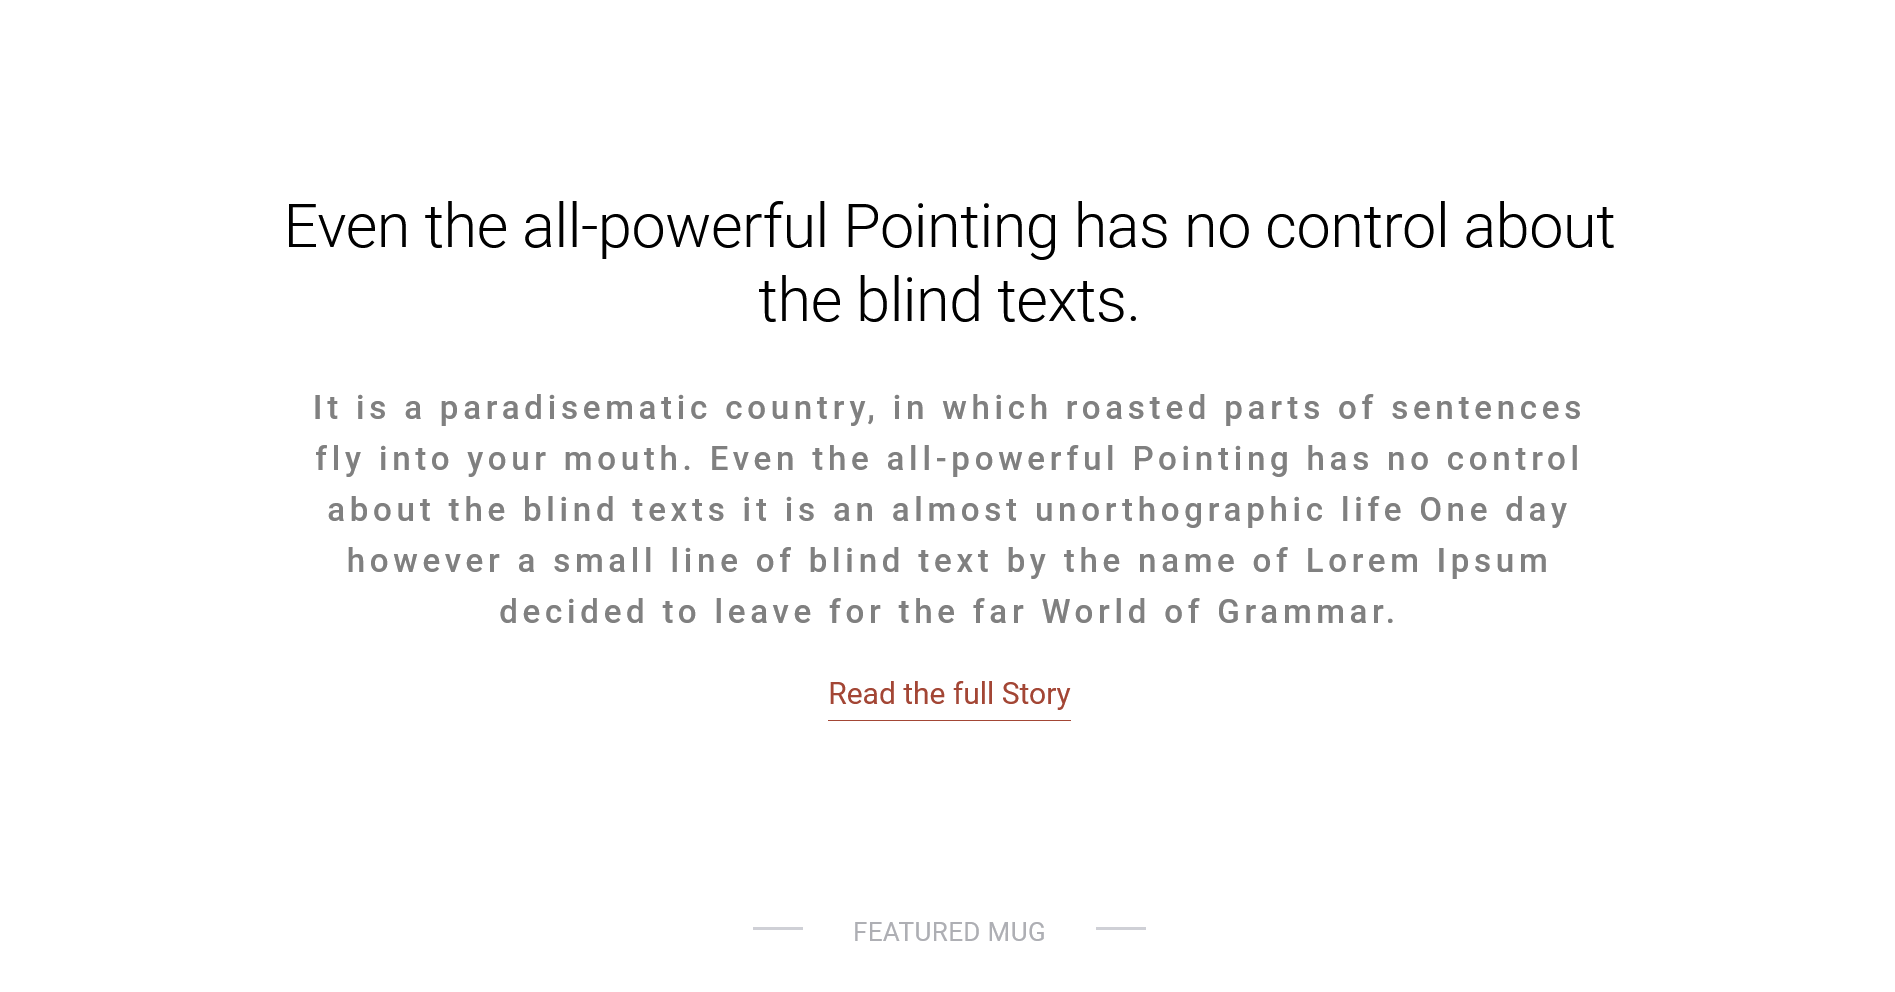 Even the all-powerful Pointing has no control about
the blind texts.
It is a paradisematic country, in which roasted parts of sentences
fly into your mouth. Even the all-powerful Pointing has no control
about the blind texts it is an almost unorthographic life One day
however a small line of blind text by the name of Lorem Ipsum
decided to leave for the far World of Grammar.
Read the full Story
FEATURED MUG